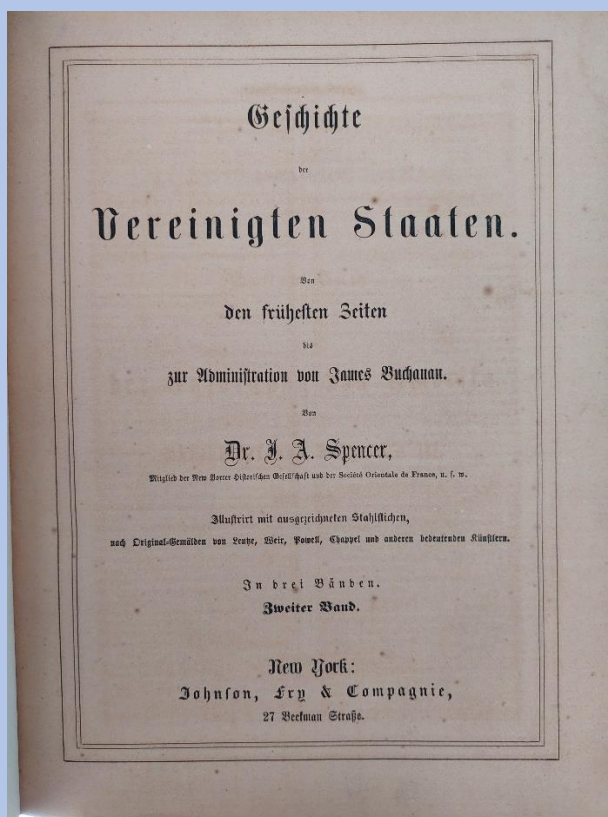 Geschichte
der
Vereinigten Staaten.
Von
den frühesten Zeiten
bis
zur Administration von James Buchanan.
Von
Dr. J. A. Spencer,
Mitglied der New Yorker Historischen Gesellschaft und der Société Orientale de France, u. s. w.
Illustrirt mit ausgezeichneten Stahlstichen,
nach Original-Gemälden von Leutze, Weir, Powell, Chappel und anderen bedeutenden Künstlern.
In drei Bänden.
Zweiter Band.
New York:
Johnson, Fry & Compagnie,
27 Beekman Straße.